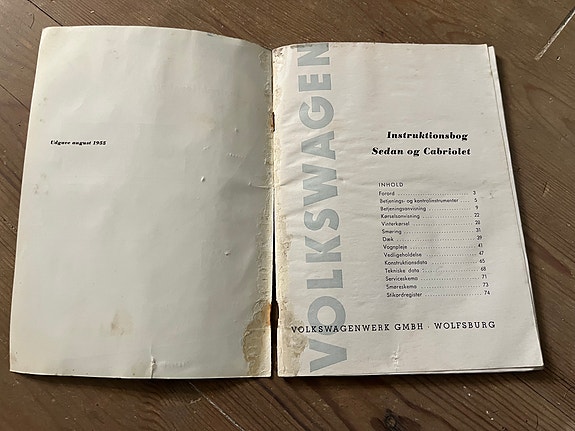 Udgave august 1958
VOLKSWAGEN
Instruktionsbog
Sedan og Cabriolet
INHOLD
Forord 3
Betjenings- og kontrolinstrumenter 5
Betjeningsanvisning 9
Kørselsanvisning 22
Vinterkørsel 28
Smøring 31
Dæk 39
Vognpleje 41
Vedligeholdelse 47
Konstruktionsdata 65
Tekniske data 68
Serviceskema 71
Smøreskema 73
Stikordregister 74
VOLKSWAGENWERK GMBH · WOLFSBURG